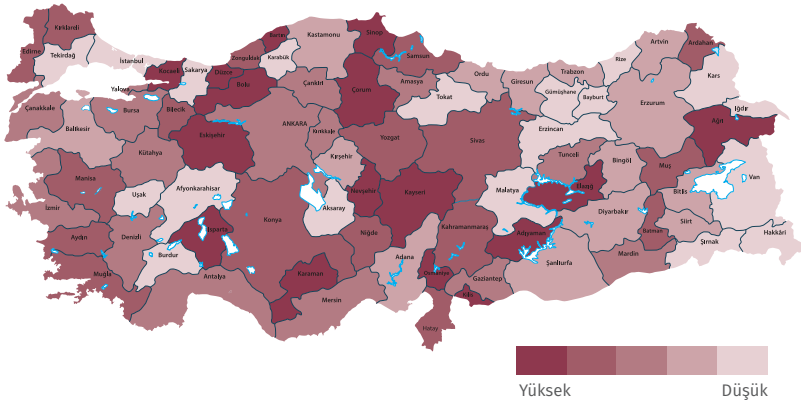 Kırklareli
Edirne
Tekirdağ
İstanbul
Kocaeli
Yalova
Sakarya
Düzce
Zonguldak
Bartın
Karabük
Kastamonu
Sinop
Samsun
Bolu
Çankırı
Çorum
Amasya
Tokat
Ordu
Giresun
Trabzon
Gümüşhane
Bayburt
Rize
Artvin
Ardahan
Kars
Iğdır
Ağrı
Erzurum
Erzincan
Çanakkale
Balıkesir
Bursa
Bilecik
Eskişehir
Kütahya
ANKARA
Kırıkkale
Kırşehir
Yozgat
Sivas
Tunceli
Bingöl
Muş
Bitlis
Van
Manisa
Uşak
Afyonkarahisar
İzmir
Aydın
Denizli
Isparta
Burdur
Muğla
Antalya
Konya
Aksaray
Nevşehir
Niğde
Kayseri
Malatya
Elazığ
Diyarbakır
Batman
Siirt
Şırnak
Hakkâri
Kahramanmaraş
Adıyaman
Şanlıurfa
Mardin
Karaman
Mersin
Adana
Osmaniye
Gaziantep
Kilis
Hatay
Yüksek
Düşük